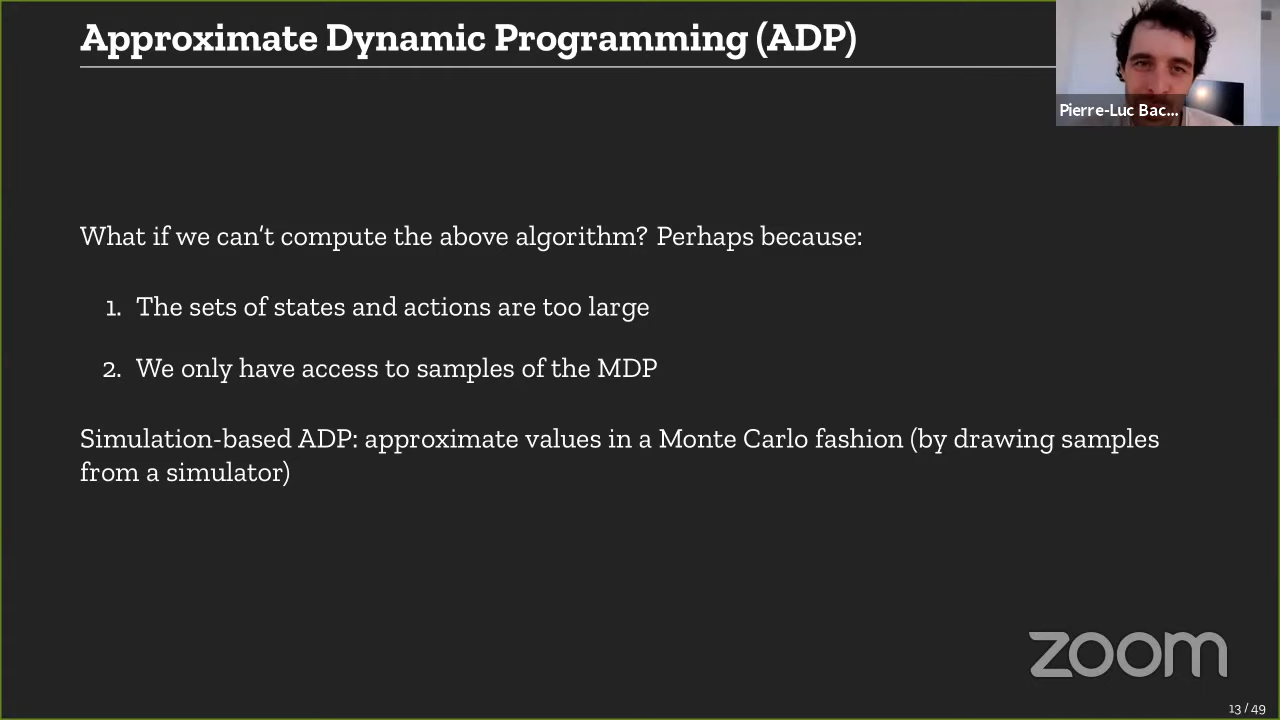 Approximate Dynamic Programming (ADP)
Pierre-Luc Bac...
What if we can't compute the above algorithm? Perhaps because:
1. The sets of states and actions are too large
2. We only have access to samples of the MDP
Simulation-based ADP: approximate values in a Monte Carlo fashion (by drawing samples
from a simulator)
zoom
13 / 49